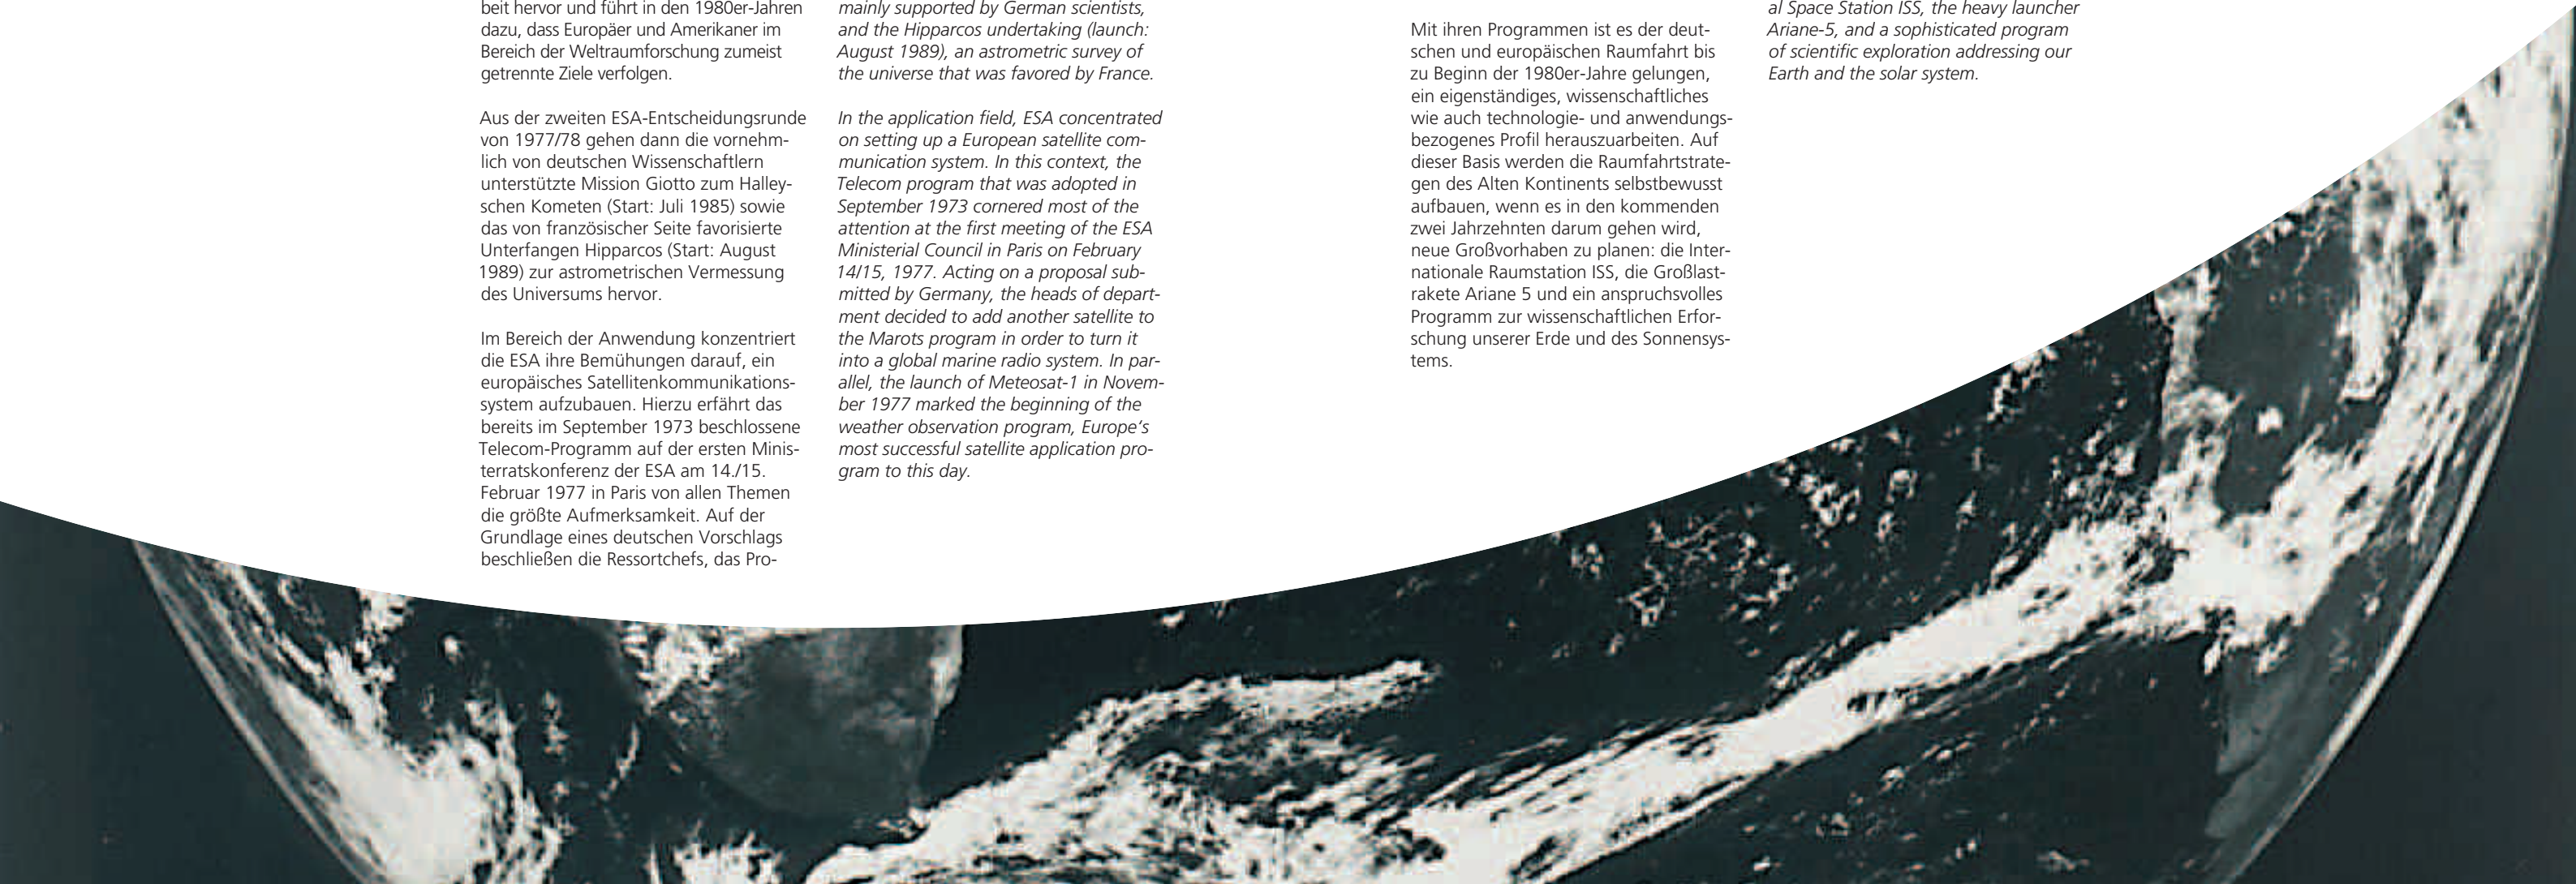 beit hervor und führt in den 1980er-Jahren
dazu, dass Europäer und Amerikaner im
Bereich der Weltraumforschung zumeist
getrennte Ziele verfolgen.
Aus der zweiten ESA-Entscheidungsrunde
von 1977/78 gehen dann die vornehm-
lich von deutschen Wissenschaftlern
unterstützte Mission Giotto zum Halley-
schen Kometen (Start: Juli 1985) sowie
das von französischer Seite favorisierte
Unterfangen Hipparcos (Start: August
1989) zur astrometrischen Vermessung
des Universums hervor.
Im Bereich der Anwendung konzentriert
die ESA ihre Bemühungen darauf, ein
europäisches Satellitenkommunikations-
system aufzubauen. Hierzu erfährt das
bereits im September 1973 beschlossene
Telecom-Programm auf der ersten Minis-
terratskonferenz der ESA am 14./15.
Februar 1977 in Paris von allen Themen
die größte Aufmerksamkeit. Auf der
Grundlage eines deutschen Vorschlags
beschließen die Ressortchefs, das Pro-
mainly supported by German scientists,
and the Hipparcos undertaking (launch:
August 1989), an astrometric survey of
the universe that was favored by France.
In the application field, ESA concentrated
on setting up a European satellite com-
munication system. In this context, the
Telecom program that was adopted in
September 1973 cornered most of the
attention at the first meeting of the ESA
Ministerial Council in Paris on February
14/15, 1977. Acting on a proposal sub-
mitted by Germany, the heads of depart-
ment decided to add another satellite to
the Marots program in order to turn it
into a global marine radio system. In par-
allel, the launch of Meteosat-1 in Novem-
ber 1977 marked the beginning of the
weather observation program, Europe‘s
most successful satellite application pro-
gram to this day.
Mit ihren Programmen ist es der deut-
schen und europäischen Raumfahrt bis
zu Beginn der 1980er-Jahre gelungen,
ein eigenständiges, wissenschaftliches
wie auch technologie- und anwendungs-
bezogenes Profil herauszuarbeiten. Auf
dieser Basis werden die Raumfahrtstrate-
gen des Alten Kontinents selbstbewusst
aufbauen, wenn es in den kommenden
zwei Jahrzehnten darum gehen wird,
neue Großvorhaben zu planen: die Inter-
nationale Raumstation ISS, die Großlast-
rakete Ariane 5 und ein anspruchsvolles
Programm zur wissenschaftlichen Erfor-
schung unserer Erde und des Sonnensys-
tems.
al Space Station ISS, the heavy launcher
Ariane-5, and a sophisticated program
of scientific exploration addressing our
Earth and the solar system.